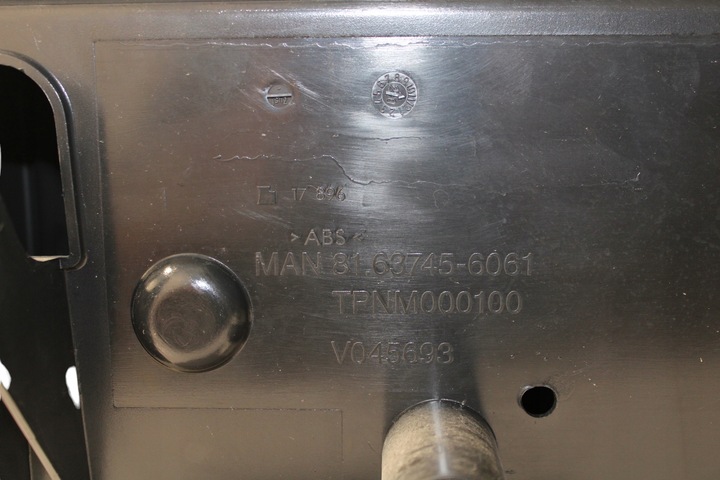 17 896
>ABS<
MAN 81.63745-6061
TPNM000100
V045693